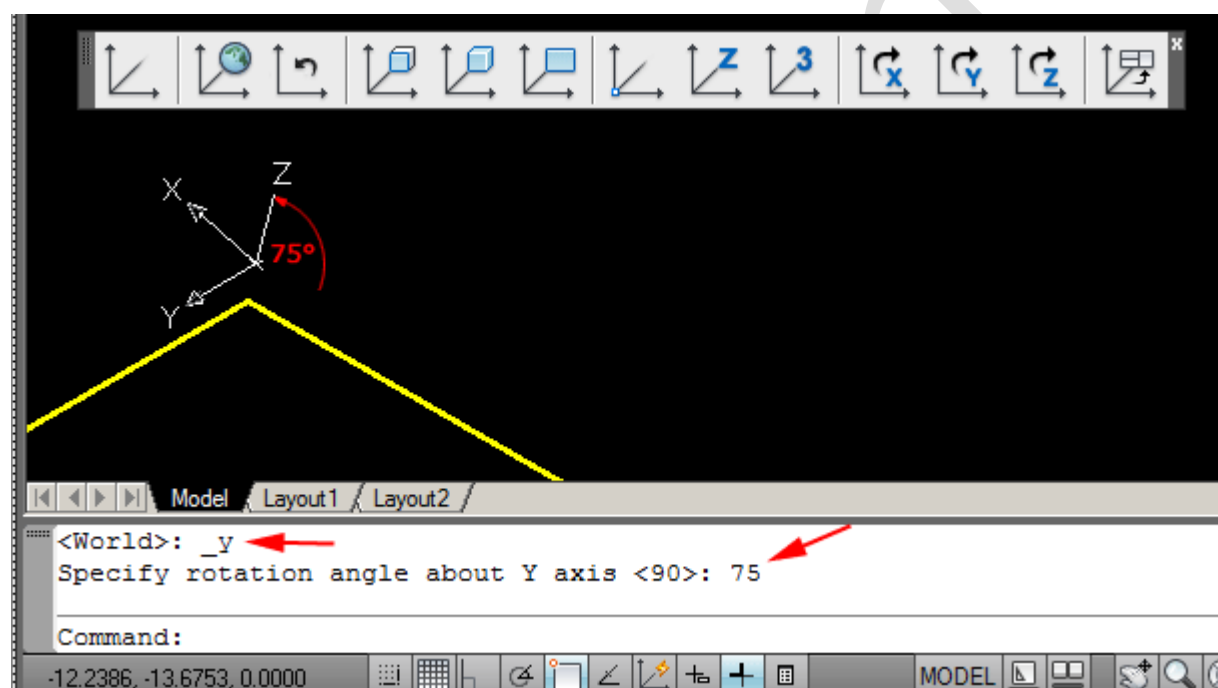 Z 3 X Y Z
X Z
75°
Y
Model Layout1 Layout2
<World>: _y
Specify rotation angle about Y axis <90>: 75
Command:
-12.2386, -13.6753, 0.0000 MODEL